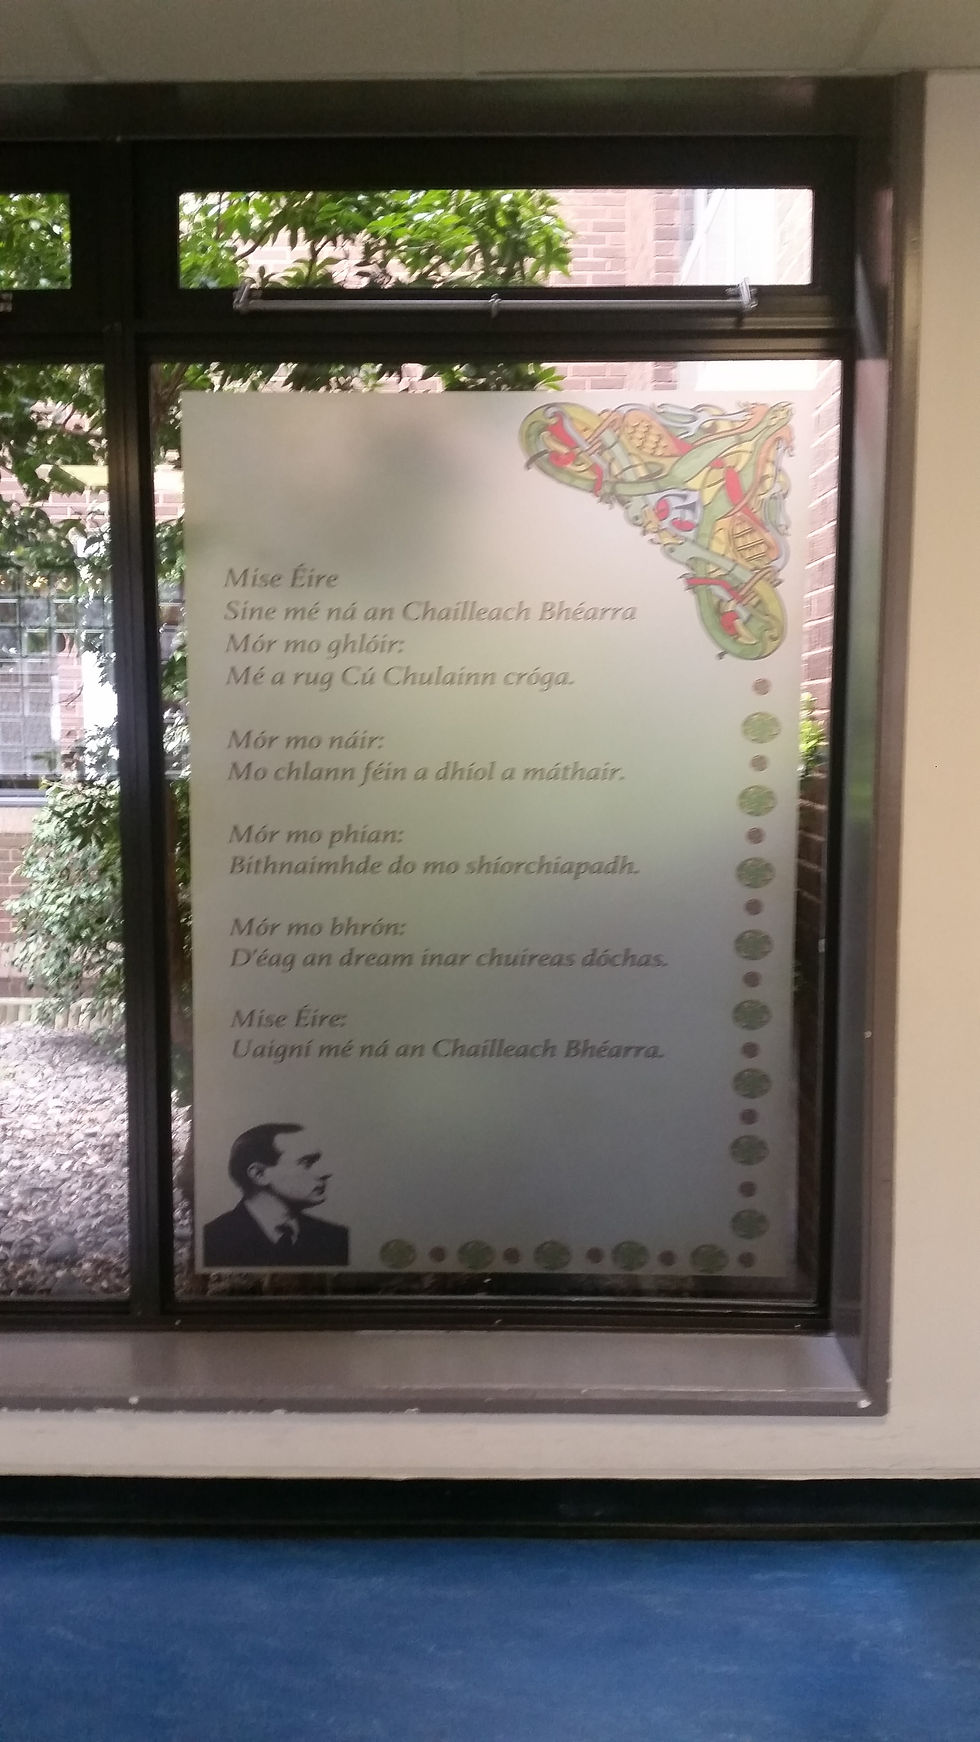 Mise Éire
Sine mé ná an Chailleach Bhéarra
Mór mo ghlóir:
Mé a rug Cú Chulainn cróga.
Mór mo náir:
Mo chlann féin a dhíol a máthair.
Mór mo phian:
Bithnaimhde do mo shíorchiapadh.
Mór mo bhrón:
D'éag an dream inar chuireas dóchas.
Mise Éire:
Uaigní mé ná an Chailleach Bhéarra.